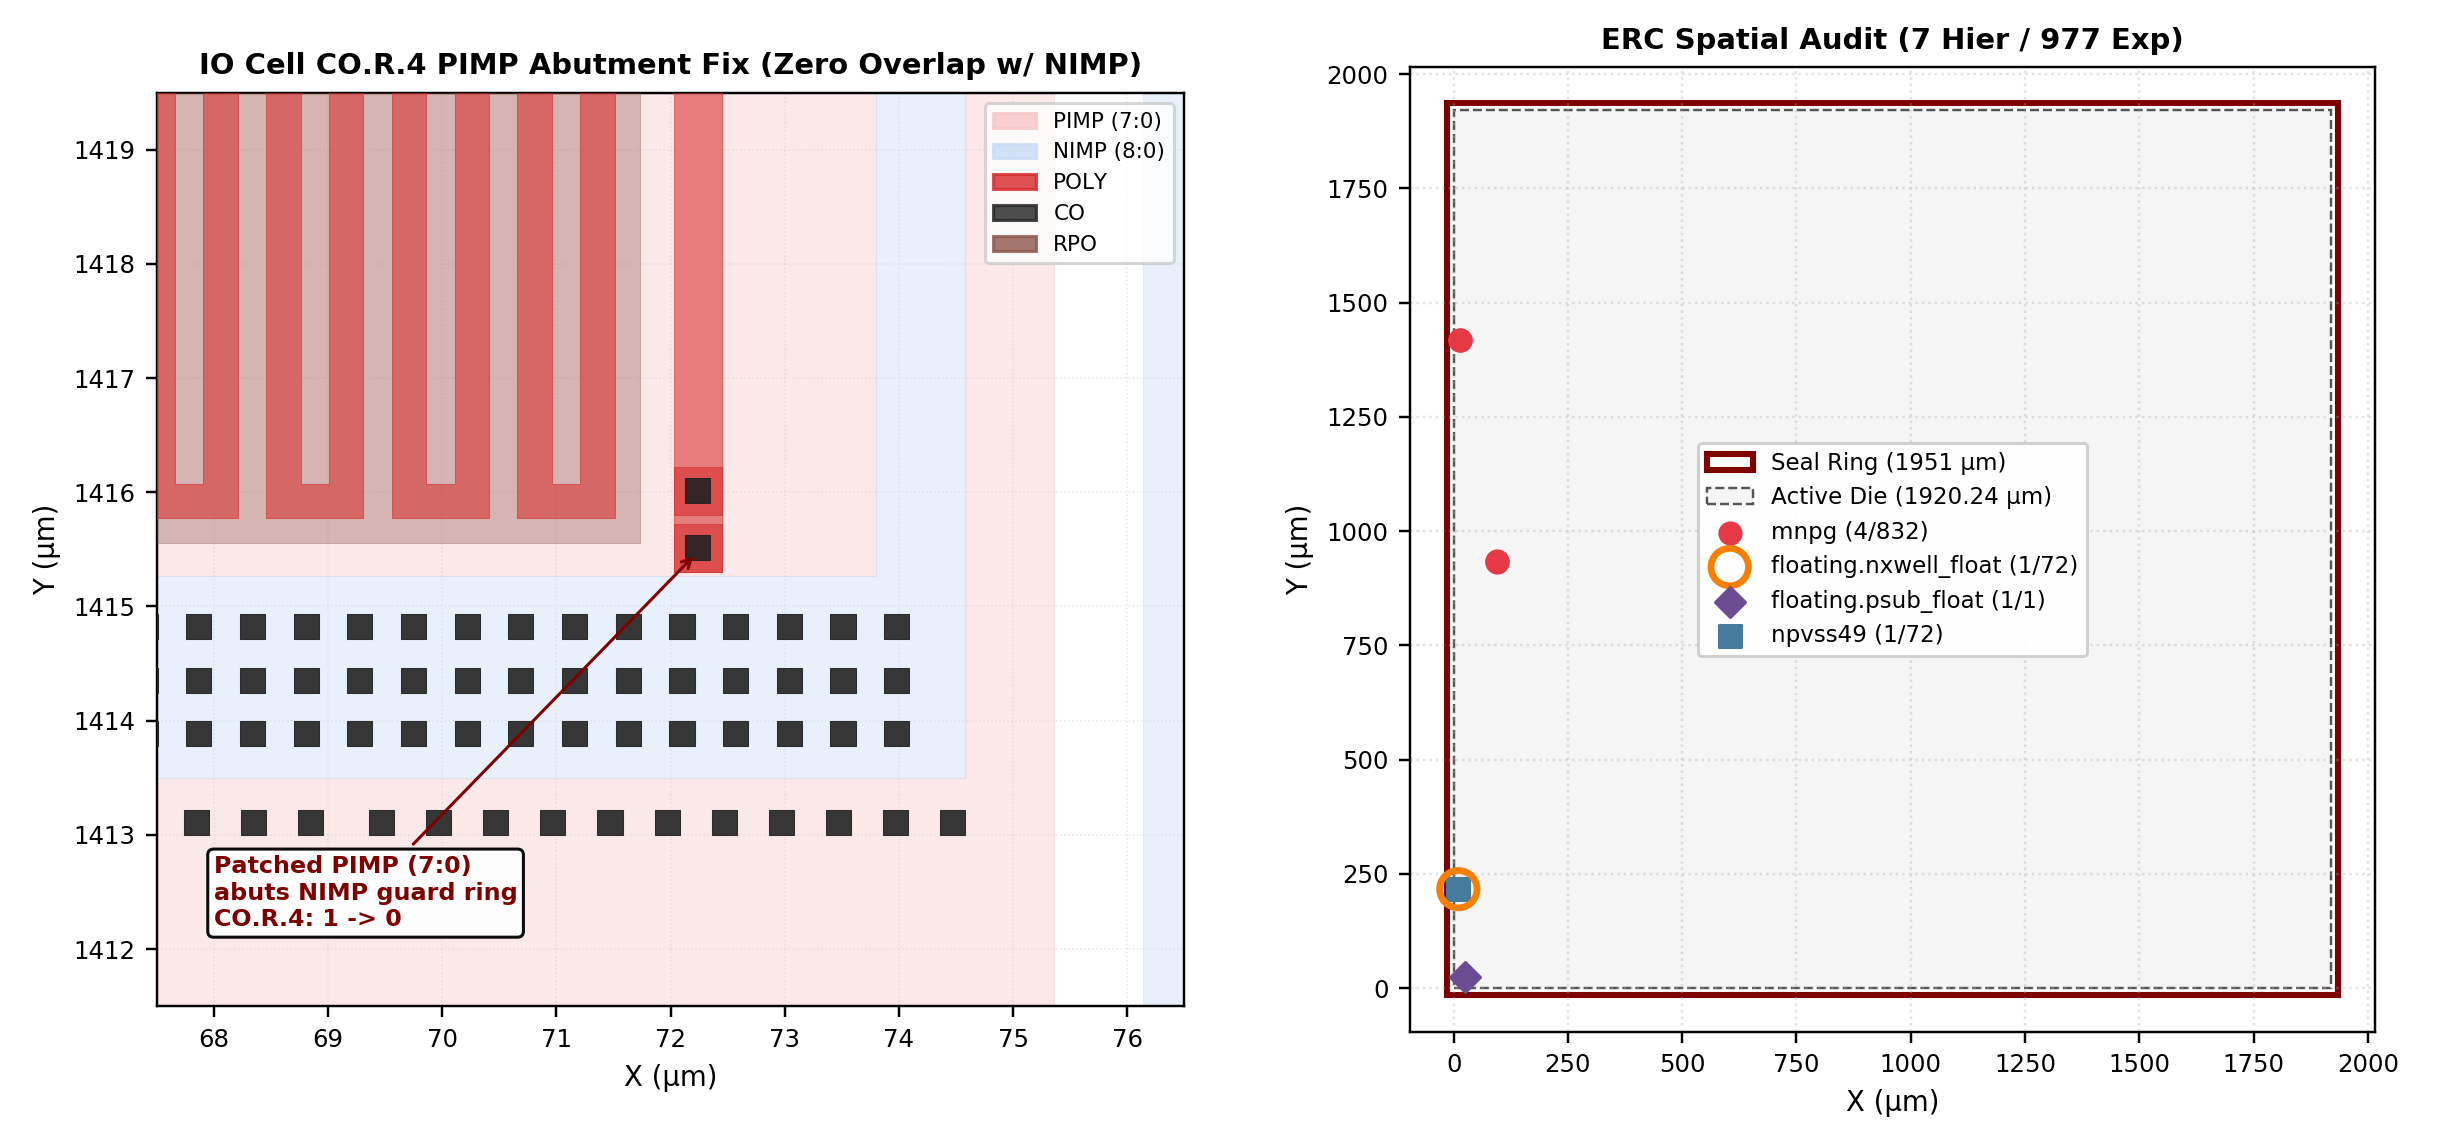 IO Cell CO.R.4 PIMP Abutment Fix (Zero Overlap w/ NIMP)
1419
1418
1417
1416
1415
1414
1413
1412
Y (µm)
PIMP (7:0)
NIMP (8:0)
POLY
CO
RPO
Patched PIMP (7:0)
abuts NIMP guard ring
CO.R.4: 1 -> 0
68 69 70 71 72 73 74 75 76
X (µm)
ERC Spatial Audit (7 Hier / 977 Exp)
2000
1750
1500
1250
1000
750
500
250
0
Y (µm)
Seal Ring (1951 µm)
Active Die (1920.24 µm)
mnpg (4/832)
floating.nxwell_float (1/72)
floating.psub_float (1/1)
npvss49 (1/72)
0 250 500 750 1000 1250 1500 1750 2000
X (µm)